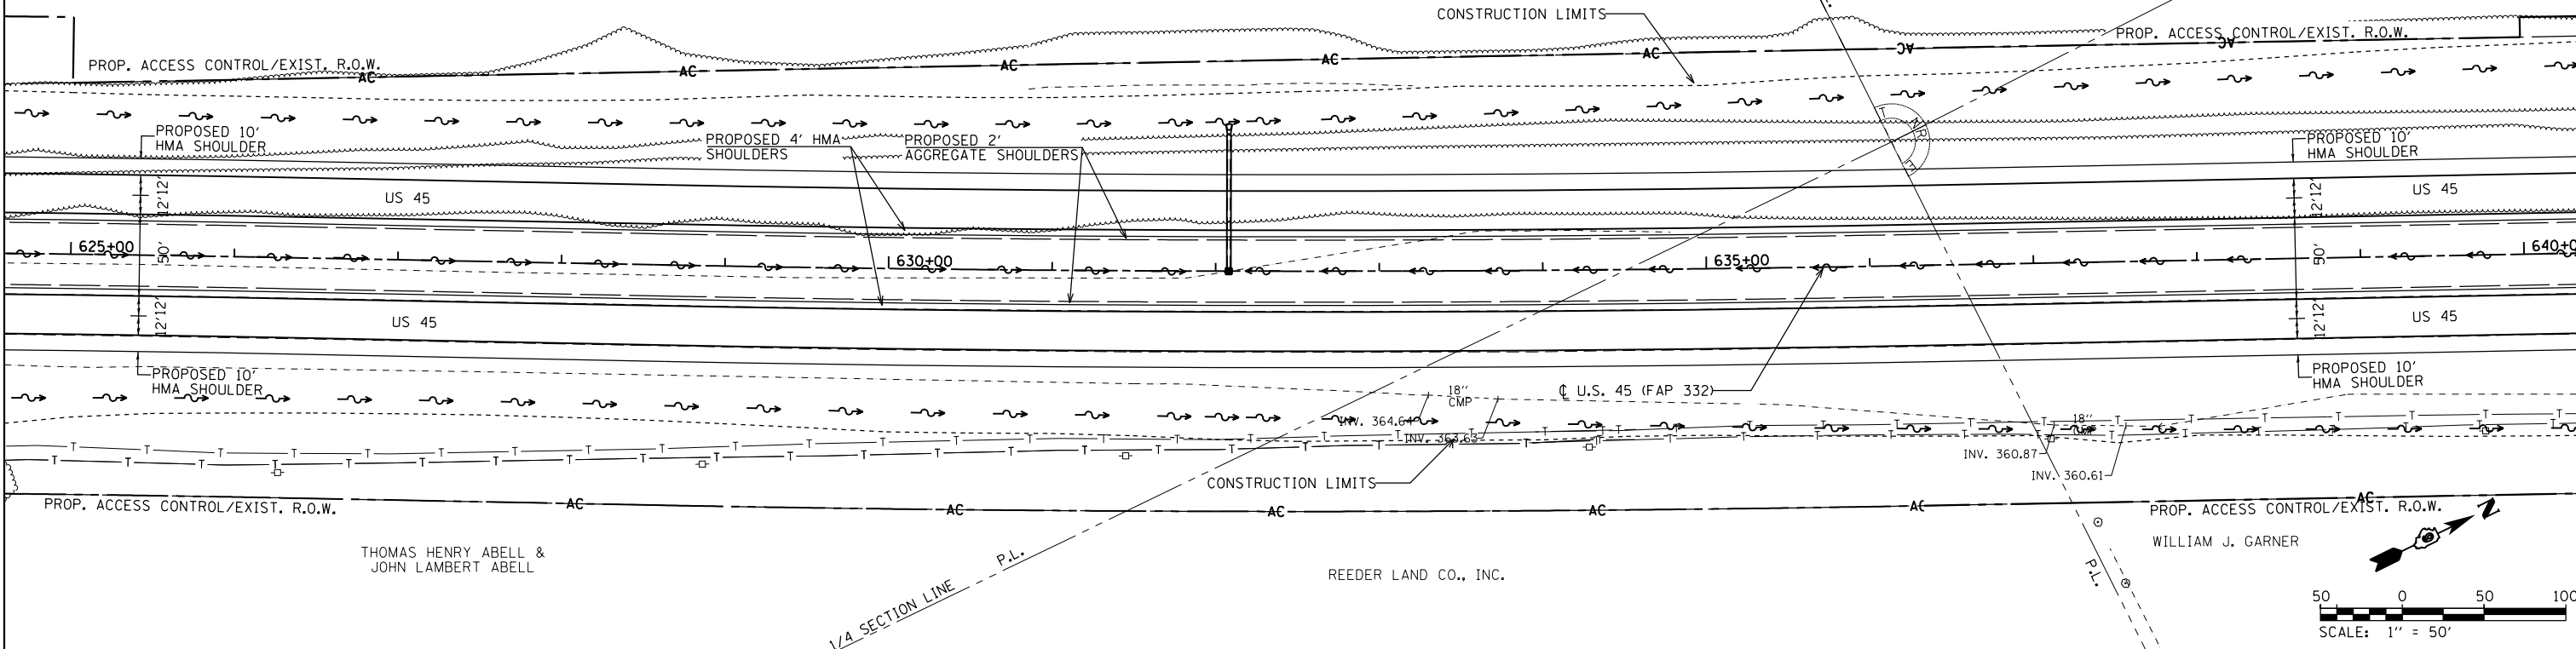 CONSTRUCTION LIMITS
PROP. ACCESS CONTROL/EXIST. R.O.W.
PROP. ACCESS CONTROL/EXIST. R.O.W.
AC
AC
AC
AC
AC
AC
AC
PROPOSED 10'
HMA SHOULDER
PROPOSED 4' HMA
SHOULDERS
PROPOSED 2'
AGGREGATE SHOULDERS
PROPOSED 10'
HMA SHOULDER
12' 12'
US 45
12' 12'
US 45
625+00
50'
630+00
635+00
50'
640+0
12' 12'
US 45
12' 12'
US 45
PROPOSED 10'
HMA SHOULDER
PROPOSED 10'
HMA SHOULDER
18"
CMP
℄ U.S. 45 (FAP 332)
INV. 364.64
INV. 363.63
18"
INV. 360.87
INV. 360.61
CONSTRUCTION LIMITS
AC
AC
AC
AC
AC
AC
PROP. ACCESS CONTROL/EXIST. R.O.W.
PROP. ACCESS CONTROL/EXIST. R.O.W.
WILLIAM J. GARNER
N
THOMAS HENRY ABELL &
JOHN LAMBERT ABELL
REEDER LAND CO., INC.
P.L.
P.L.
1/4 SECTION LINE
50 0 50 100
SCALE: 1" = 50'